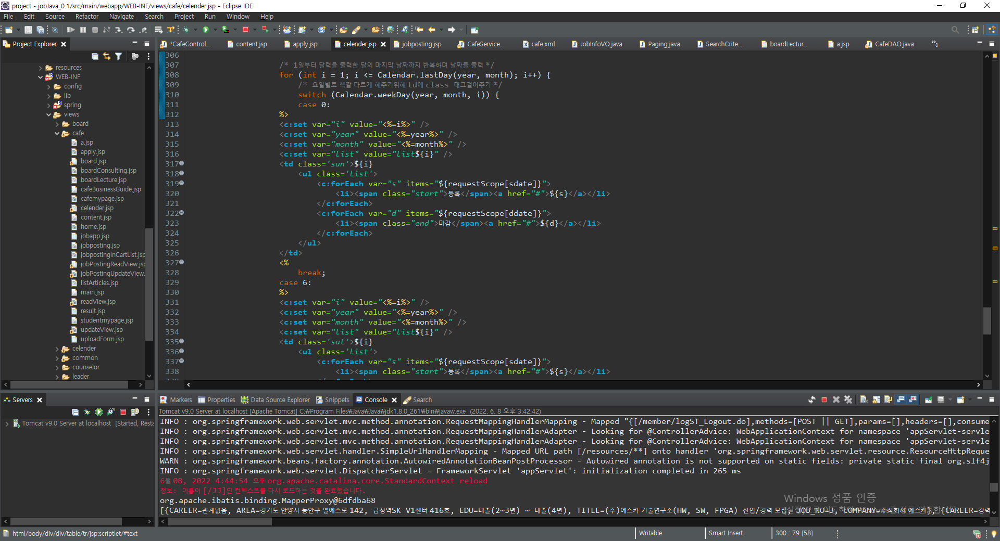 project - jobJava_0.1/src/main/webapp/WEB-INF/views/cafe/celender.jsp - Eclipse IDE
File Edit Source Refactor Navigate Search Project Run Window Help
Project Explorer
*CafeControl... content.jsp apply.jsp celender.jsp jobposting.jsp CafeService... cafe.xml JobInfoVO.java Paging.java SearchCrite... boardLectur... a.jsp CafeDAO.java »8
resources
WEB-INF
config
lib
spring
views
board
cafe
a.jsp
apply.jsp
board.jsp
boardConsulting.jsp
boardLecture.jsp
cafeBusinessGuide.jsp
cafemypage.jsp
celender.jsp
content.jsp
home.jsp
jobapp.jsp
jobposting.jsp
jobpostingInCartList.jsp
jobPostingReadView.jsp
jobPostingUpdateView.
listArticles.jsp
main.jsp
readView.jsp
result.jsp
studentmypage.jsp
updateView.jsp
uploadForm.jsp
celender
common
counselor
leader
306
307 /* 1일부터 달력을 출력한 달의 마지막 날짜까지 반복하며 날짜를 출력 */
308 for (int i = 1; i <= Calendar.lastDay(year, month); i++) {
309 /* 요일별로 색깔 다르게 해주기위해 td에 class 태그걸어주기 */
310 switch (Calendar.weekDay(year, month, i)) {
311 case 0:
312 %>
313 <c:set var="i" value="<%=i%>" />
314 <c:set var="year" value="<%=year%>" />
315 <c:set var="month" value="<%=month%>" />
316 <c:set var="list" value="list${i}" />
317 <td class='sun'>${i}
318 <ul class='list'>
319 <c:forEach var="s" items="${requestScope[sdate]}">
320 <li><span class="start">등록</span><a href="#">${s}</a></li>
321 </c:forEach>
322 <c:forEach var="d" items="${requestScope[ddate]}">
323 <li><span class="end">마감</span><a href="#">${d}</a></li>
324 </c:forEach>
325 </ul>
326 </td>
327 <%
328 break;
329 case 6:
330 %>
331 <c:set var="i" value="<%=i%>" />
332 <c:set var="year" value="<%=year%>" />
333 <c:set var="month" value="<%=month%>" />
334 <c:set var="list" value="list${i}" />
335 <td class='sat'>${i}
336 <ul class='list'>
337 <c:forEach var="s" items="${requestScope[sdate]}">
338 <li><span class="start">등록</span><a href="#">${s}</a></li>
Servers
Tomcat v9.0 Server at localhost [Started, Resta
Markers Properties Data Source Explorer Snippets Console Search
Tomcat v9.0 Server at localhost [Apache Tomcat] C:₩Program Files₩Java₩Java₩jdk1.8.0_261₩bin₩javaw.exe (2022. 6. 8 오후 3:42:42)
INFO : org.springframework.web.servlet.mvc.method.annotation.RequestMappingHandlerMapping - Mapped "{[/member/logST_Logout.do],methods=[POST || GET],params=[],headers=[],consume
INFO : org.springframework.web.servlet.mvc.method.annotation.RequestMappingHandlerAdapter - Looking for @ControllerAdvice: WebApplicationContext for namespace 'appServlet-servle
INFO : org.springframework.web.servlet.mvc.method.annotation.RequestMappingHandlerAdapter - Looking for @ControllerAdvice: WebApplicationContext for namespace 'appServlet-servle
INFO : org.springframework.web.servlet.handler.SimpleUrlHandlerMapping - Mapped URL path [/resources/**] onto handler 'org.springframework.web.servlet.resource.ResourceHttpReque
WARN : org.springframework.beans.factory.annotation.AutowiredAnnotationBeanPostProcessor - Autowired annotation is not supported on static fields: private static final org.slf4j
INFO : org.springframework.web.servlet.DispatcherServlet - FrameworkServlet 'appServlet': initialization completed in 265 ms
6월 08, 2022 4:44:54 오후 org.apache.catalina.core.StandardContext reload
정보: 이름이 [/JJ]인 컨텍스트를 다시 로드하는 것을 완료했습니다.
org.apache.ibatis.binding.MapperProxy@6dfdba68
Windows 정품 인증
[{CAREER=관계없음, AREA=경기도 안양시 동안구 엘에스로 142, 금정역SK V1센터 416호, EDU=대졸(2~3년) ~ 대졸(4년), TITLE=(주)에스카 기술연구소(HW, SW, FPGA) 신입/경력 모집, JOB_NO=3, COMPANY=주식회사 에스카}, {CAREER=경력
html/body/div/div/table/tr/jsp:scriptlet/#text
Writable Smart Insert 300 : 79 [58]